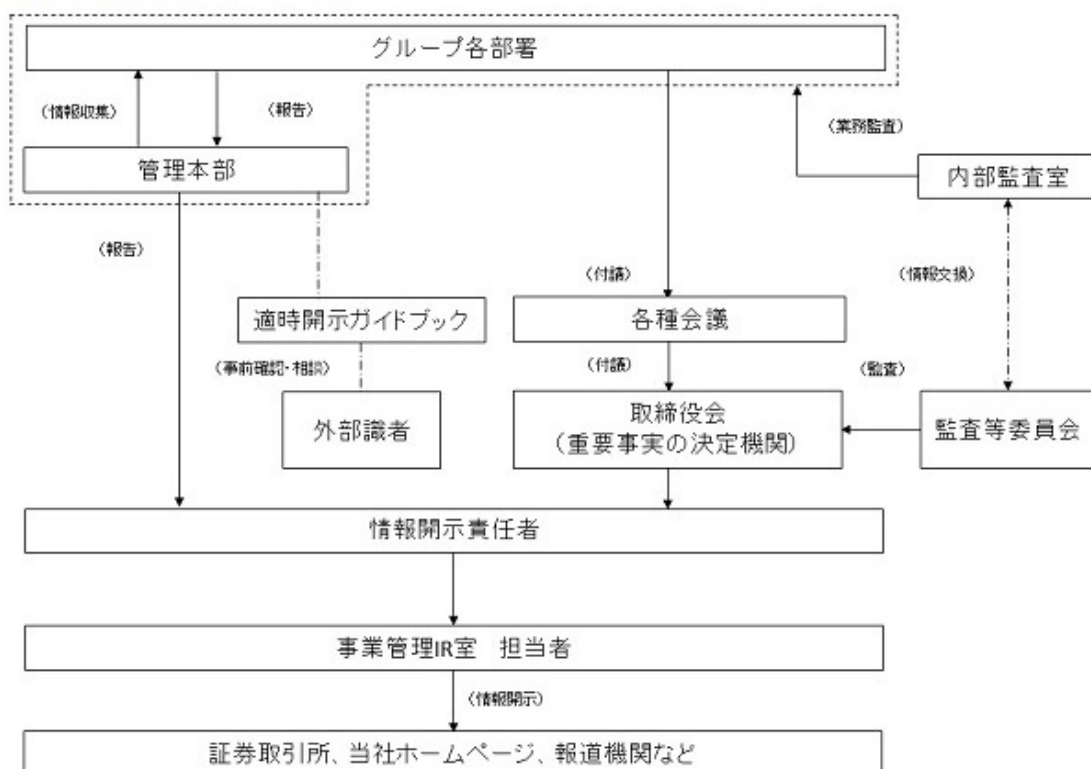 グループ各部署
（情報収集）
（報告）
（業務監査）
管理本部
内部監査室
（報告）
（付議）
（情報交換）
適時開示ガイドブック
各種会議
（事前確認・相談）
（付議）
（監査）
外部識者
取締役会
（重要事実の決定機関）
監査等委員会
情報開示責任者
事業管理IR室　担当者
（情報開示）
証券取引所、当社ホームページ、報道機関など